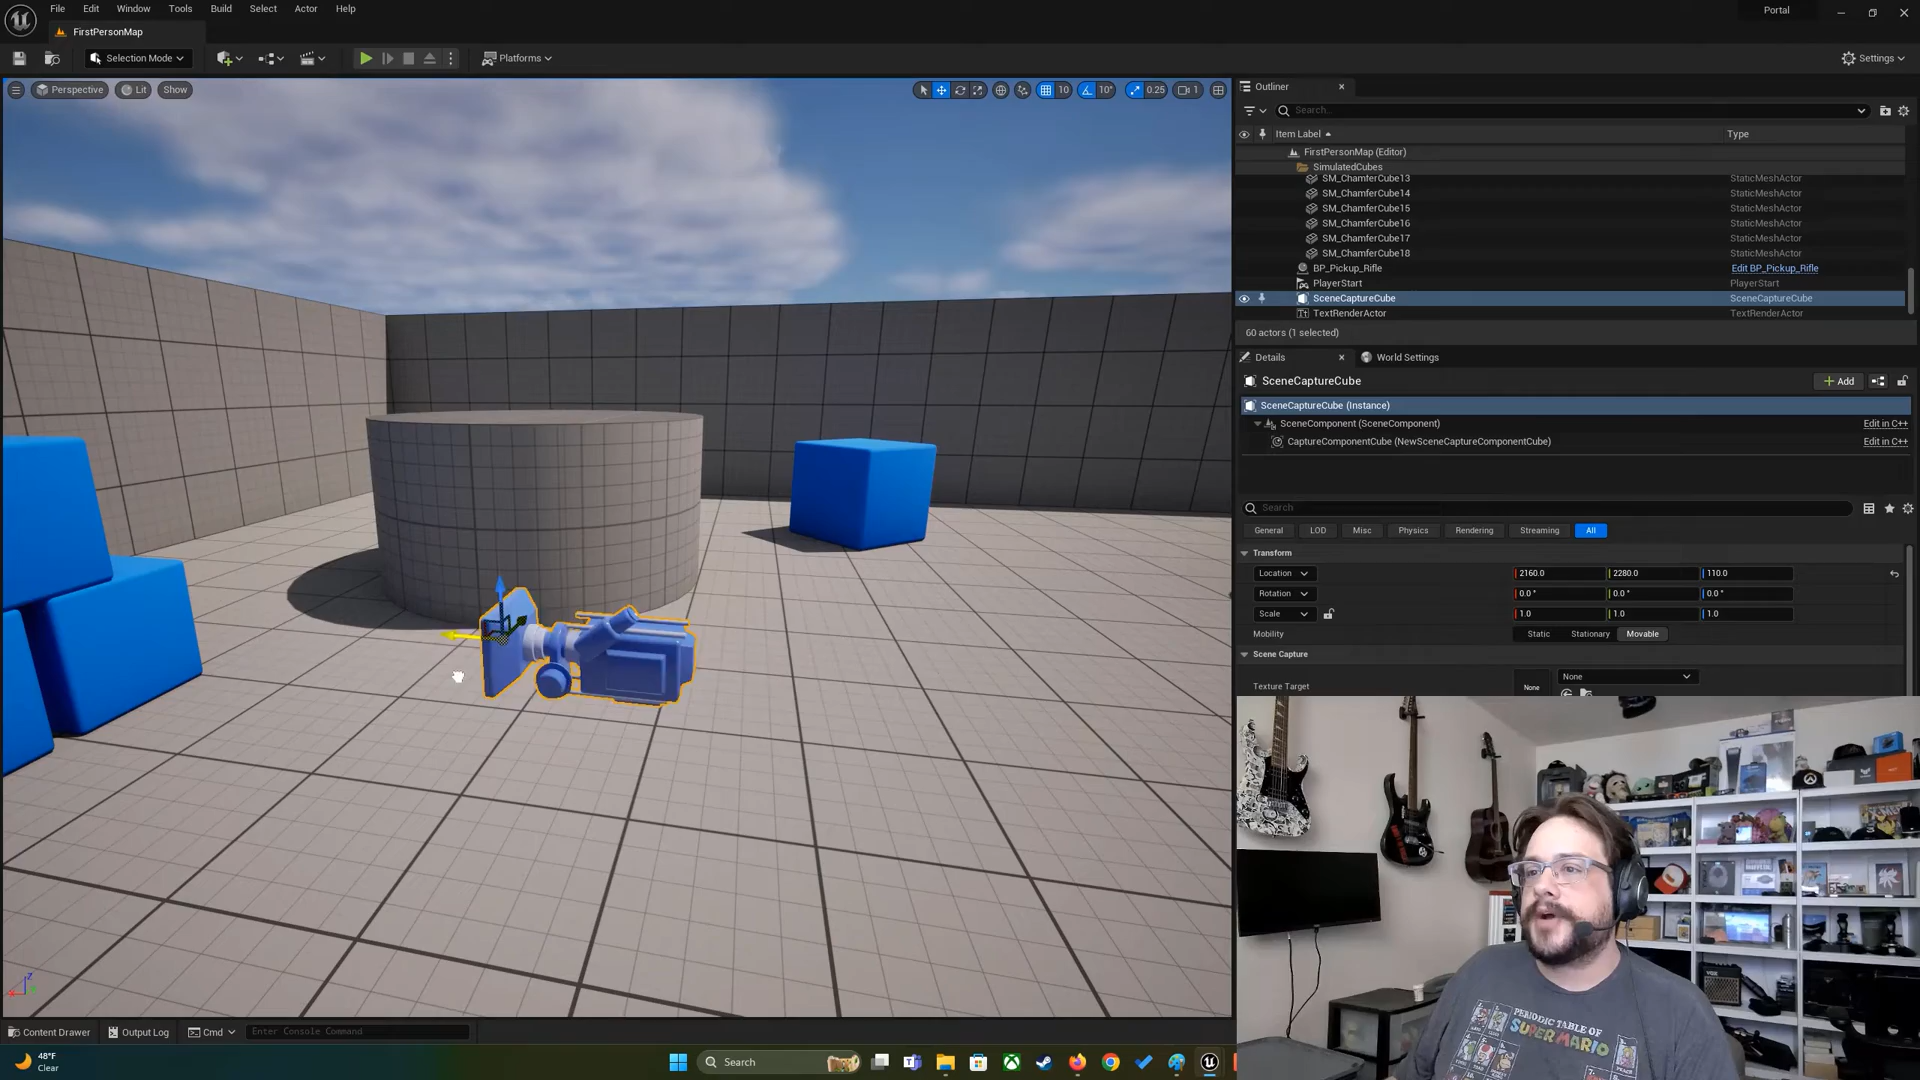 File Edit Window Tools Build Select Actor Help
Portal
FirstPersonMap
Selection Mode
Platforms
Settings
Perspective
Lit
Show
10
10°
0.25
1
Outliner
Search...
Item Label
Type
FirstPersonMap (Editor)
SimulatedCubes
SM_ChamferCube13 StaticMeshActor
SM_ChamferCube14 StaticMeshActor
SM_ChamferCube15 StaticMeshActor
SM_ChamferCube16 StaticMeshActor
SM_ChamferCube17 StaticMeshActor
SM_ChamferCube18 StaticMeshActor
BP_Pickup_Rifle Edit BP_Pickup_Rifle
PlayerStart PlayerStart
SceneCaptureCube SceneCaptureCube
TextRenderActor TextRenderActor
60 actors (1 selected)
Details
World Settings
SceneCaptureCube
Add
SceneCaptureCube (Instance)
SceneComponent (SceneComponent) Edit in C++
CaptureComponentCube (NewSceneCaptureComponentCube) Edit in C++
Search
General LOD Misc Physics Rendering Streaming All
Transform
Location 2160.0 2280.0 110.0
Rotation 0.0° 0.0° 0.0°
Scale 1.0 1.0 1.0
Mobility Static Stationary Movable
Scene Capture
Texture Target None None
PERIODIC TABLE OF
SUPER MARIO
Content Drawer
Output Log
Cmd
Enter Console Command
48°F
Clear
Search